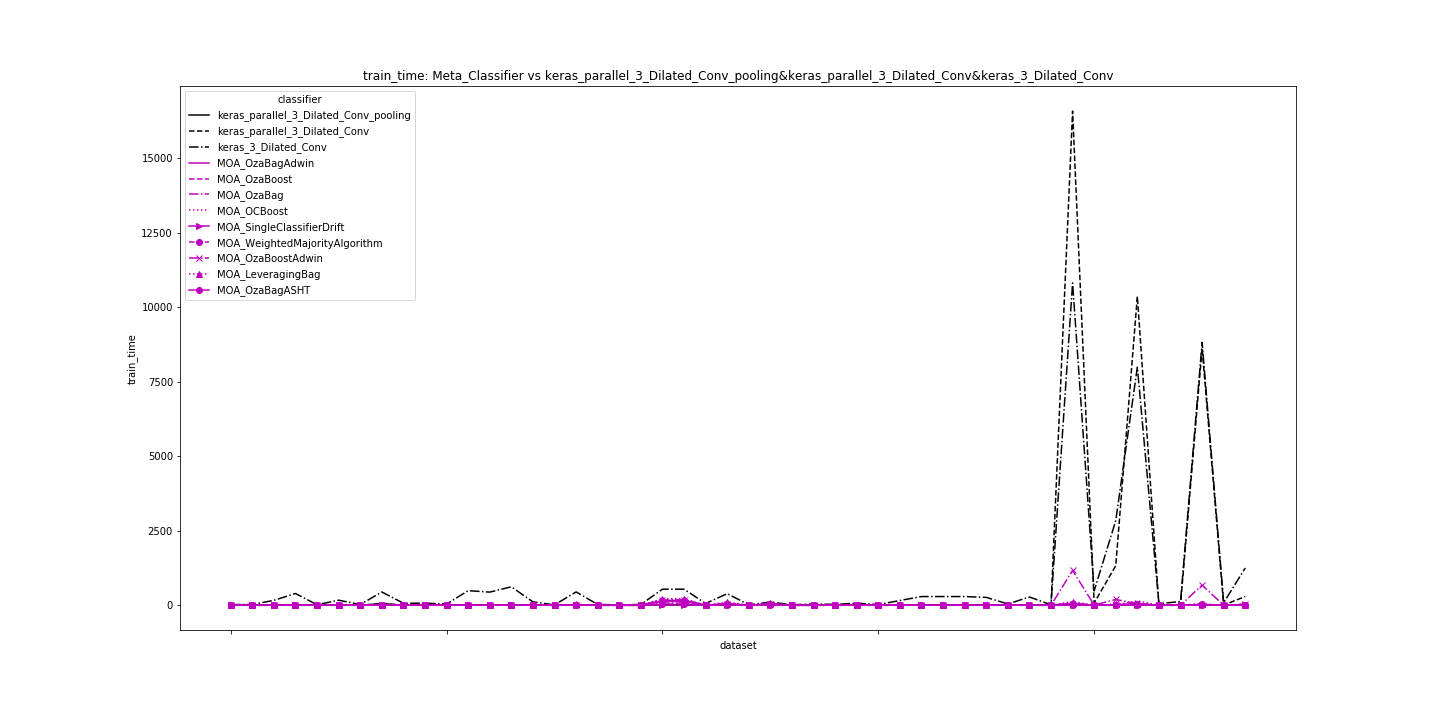 train_time: Meta_Classifier vs keras_parallel_3_Dilated_Conv_pooling&keras_parallel_3_Dilated_Conv&keras_3_Dilated_Conv
classifier
keras_parallel_3_Dilated_Conv_pooling
keras_parallel_3_Dilated_Conv
keras_3_Dilated_Conv
MOA_OzaBagAdwin
MOA_OzaBoost
MOA_OzaBag
MOA_OCBoost
MOA_SingleClassifierDrift
MOA_WeightedMajorityAlgorithm
MOA_OzaBoostAdwin
MOA_LeveragingBag
MOA_OzaBagASHT
15000
12500
10000
7500
5000
2500
0
train_time
dataset